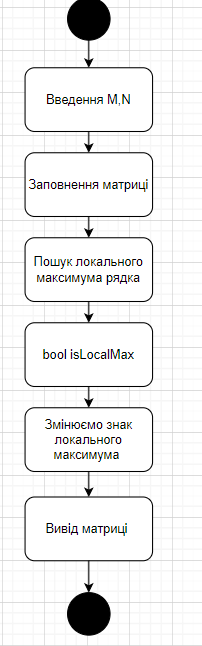 Введення M,N
Заповнення матриці
Пошук локального
максимума рядка
bool isLocalMax
Змінюємо знак
локального
максимума
Вивід матриці